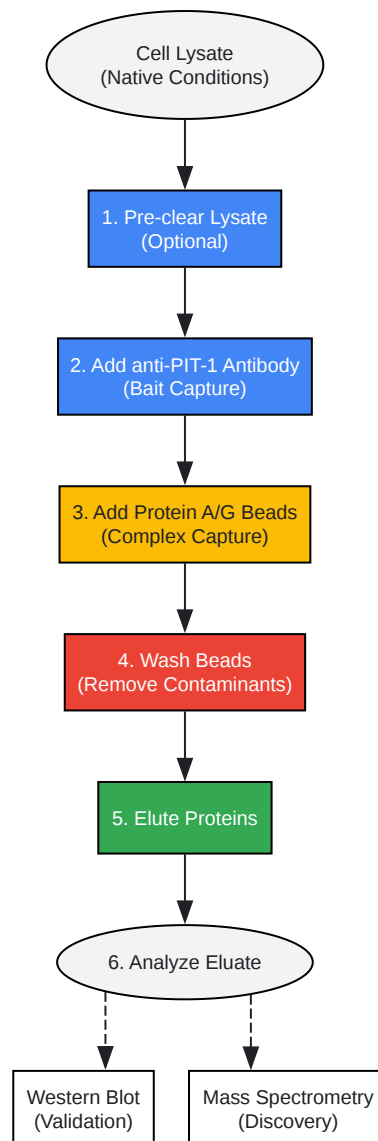 Cell Lysate
(Native Conditions)
1. Pre-clear Lysate
(Optional)
2. Add anti-PIT-1 Antibody
(Bait Capture)
3. Add Protein A/G Beads
(Complex Capture)
4. Wash Beads
(Remove Contaminants)
5. Elute Proteins
6. Analyze Eluate
Western Blot
(Validation)
Mass Spectrometry
(Discovery)